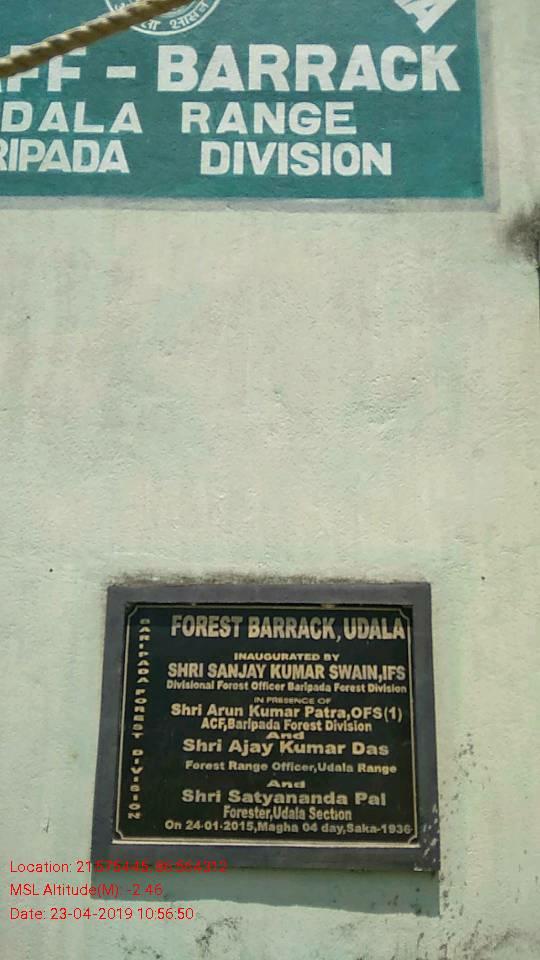 ଶାସନ
A
FF - BARRACK
DALA RANGE
RIPADA DIVISION
BARIPADA FOREST DIVISION
FOREST BARRACK, UDALA
INAUGURATED BY
SHRI SANJAY KUMAR SWAIN,IFS
Divisional Forest Officer Baripada Forest Division
IN PRESENCE OF
Shri Arun Kumar Patra,OFS(1)
ACF,Baripada Forest Division
And
Shri Ajay Kumar Das
Forest Range Officer,Udala Range
And
Shri Satyananda Pal
Forester,Udala Section
On 24-01-2015,Magha 04 day,Saka-1936
Location:
MSL Altitude(M): -2.46
Date: 23-04-2019 10:56:50